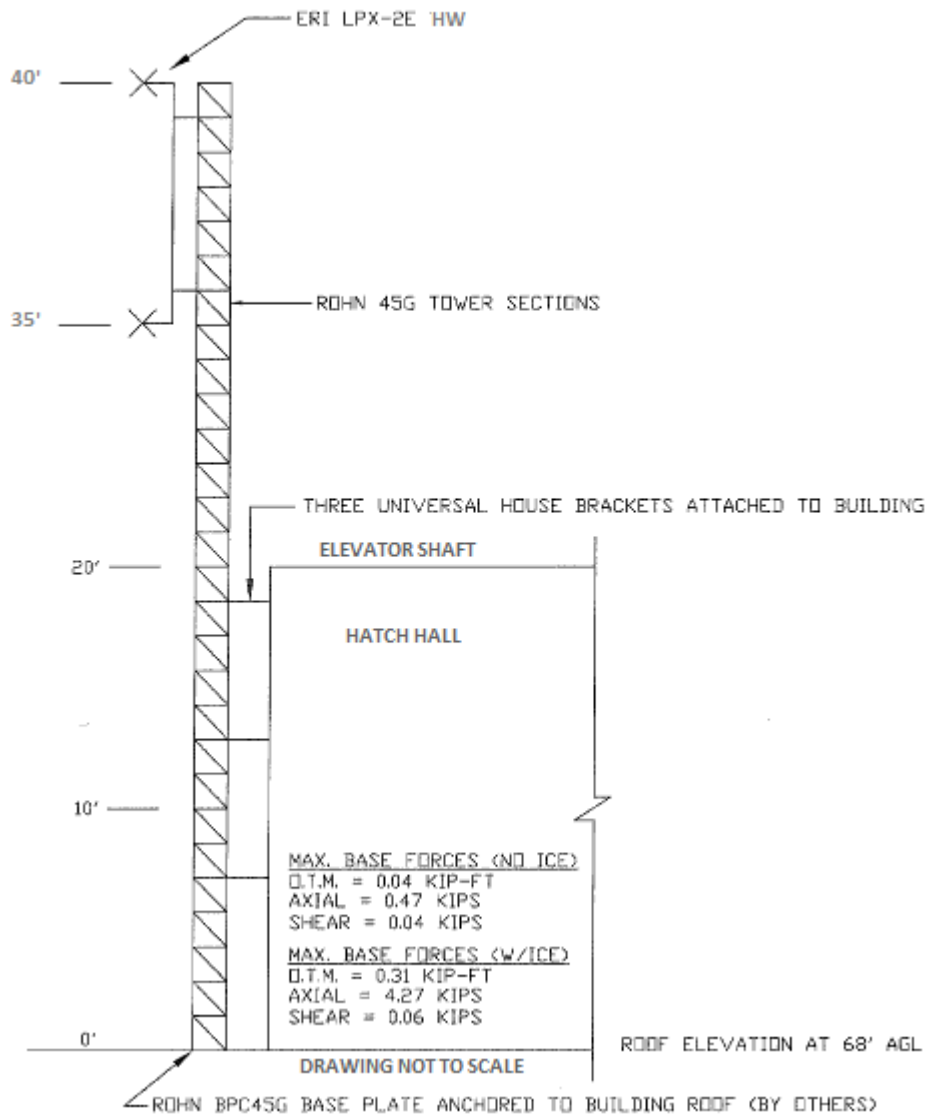 ERI LPX-2E HW
40'
35'
ROHN 45G TOWER SECTIONS
THREE UNIVERSAL HOUSE BRACKETS ATTACHED TO BUILDING
ELEVATOR SHAFT
20'
HATCH HALL
10'
MAX. BASE FORCES (NO ICE)
O.T.M. = 0.04 KIP-FT
AXIAL = 0.47 KIPS
SHEAR = 0.04 KIPS
MAX. BASE FORCES (W/ICE)
O.T.M. = 0.31 KIP-FT
AXIAL = 4.27 KIPS
SHEAR = 0.06 KIPS
0'
ROOF ELEVATION AT 68' AGL
DRAWING NOT TO SCALE
ROHN BPC45G BASE PLATE ANCHORED TO BUILDING ROOF (BY OTHERS)